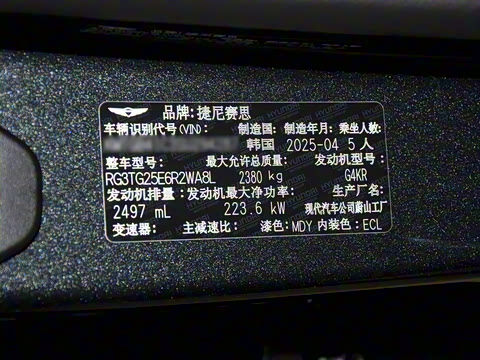 品牌:捷尼赛思
车辆识别代号(VIN): 制造国: 制造年月: 乘坐人数:
韩国 2025-04 5人
整车型号: 最大允许总质量: 发动机型号:
RG3TG25E6R2WA8L 2380 kg G4KR
发动机排量: 发动机最大净功率: 生产厂名:
2497 mL 223.6 kW 现代汽车公司蔚山工厂
变速器: 主减速比: 漆色:MDY 内装色:ECL